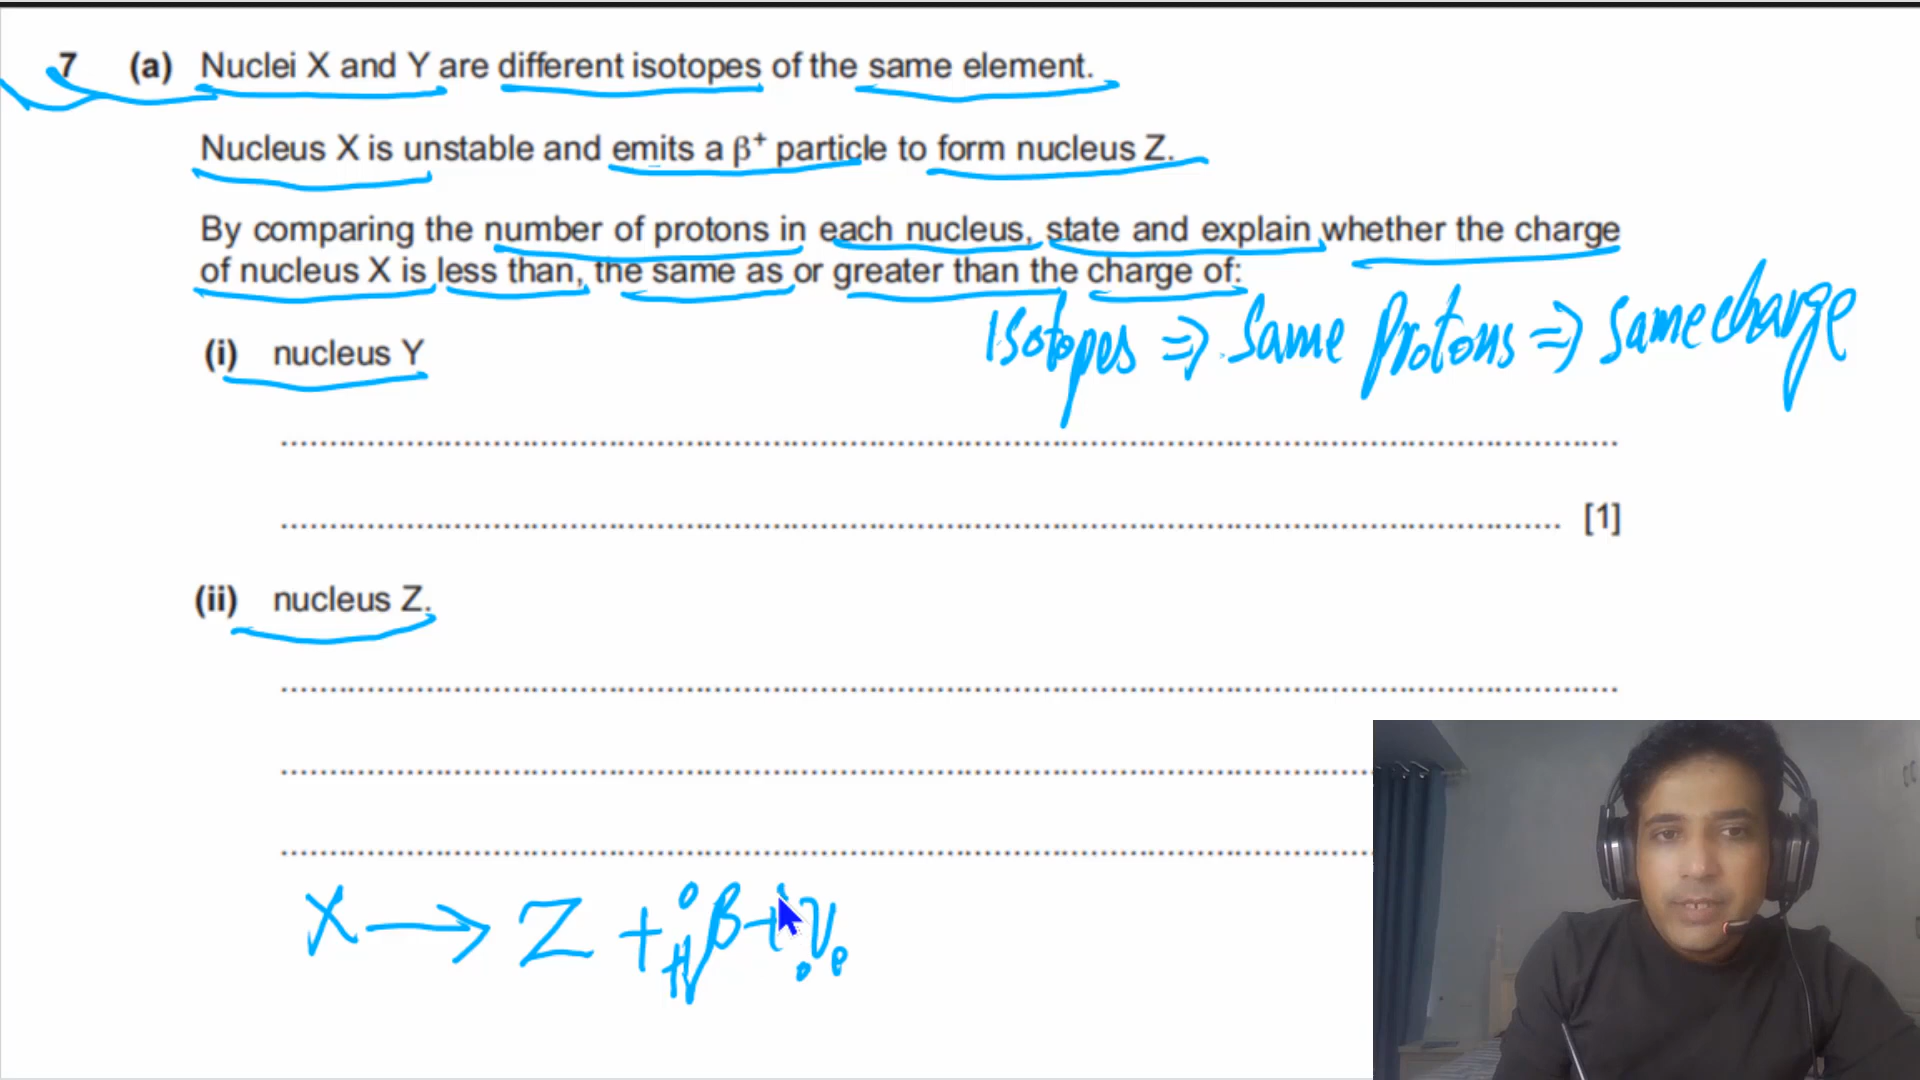 7 (a) Nuclei X and Y are different isotopes of the same element.
Nucleus X is unstable and emits a β⁺ particle to form nucleus Z.
By comparing the number of protons in each nucleus, state and explain whether the charge
of nucleus X is less than, the same as or greater than the charge of:
Isotopes ⇒ Same Protons ⇒ Same charge
(i) nucleus Y
[1]
(ii) nucleus Z.
X → Z + ⁰₊₁β + ⁰₀νₑ